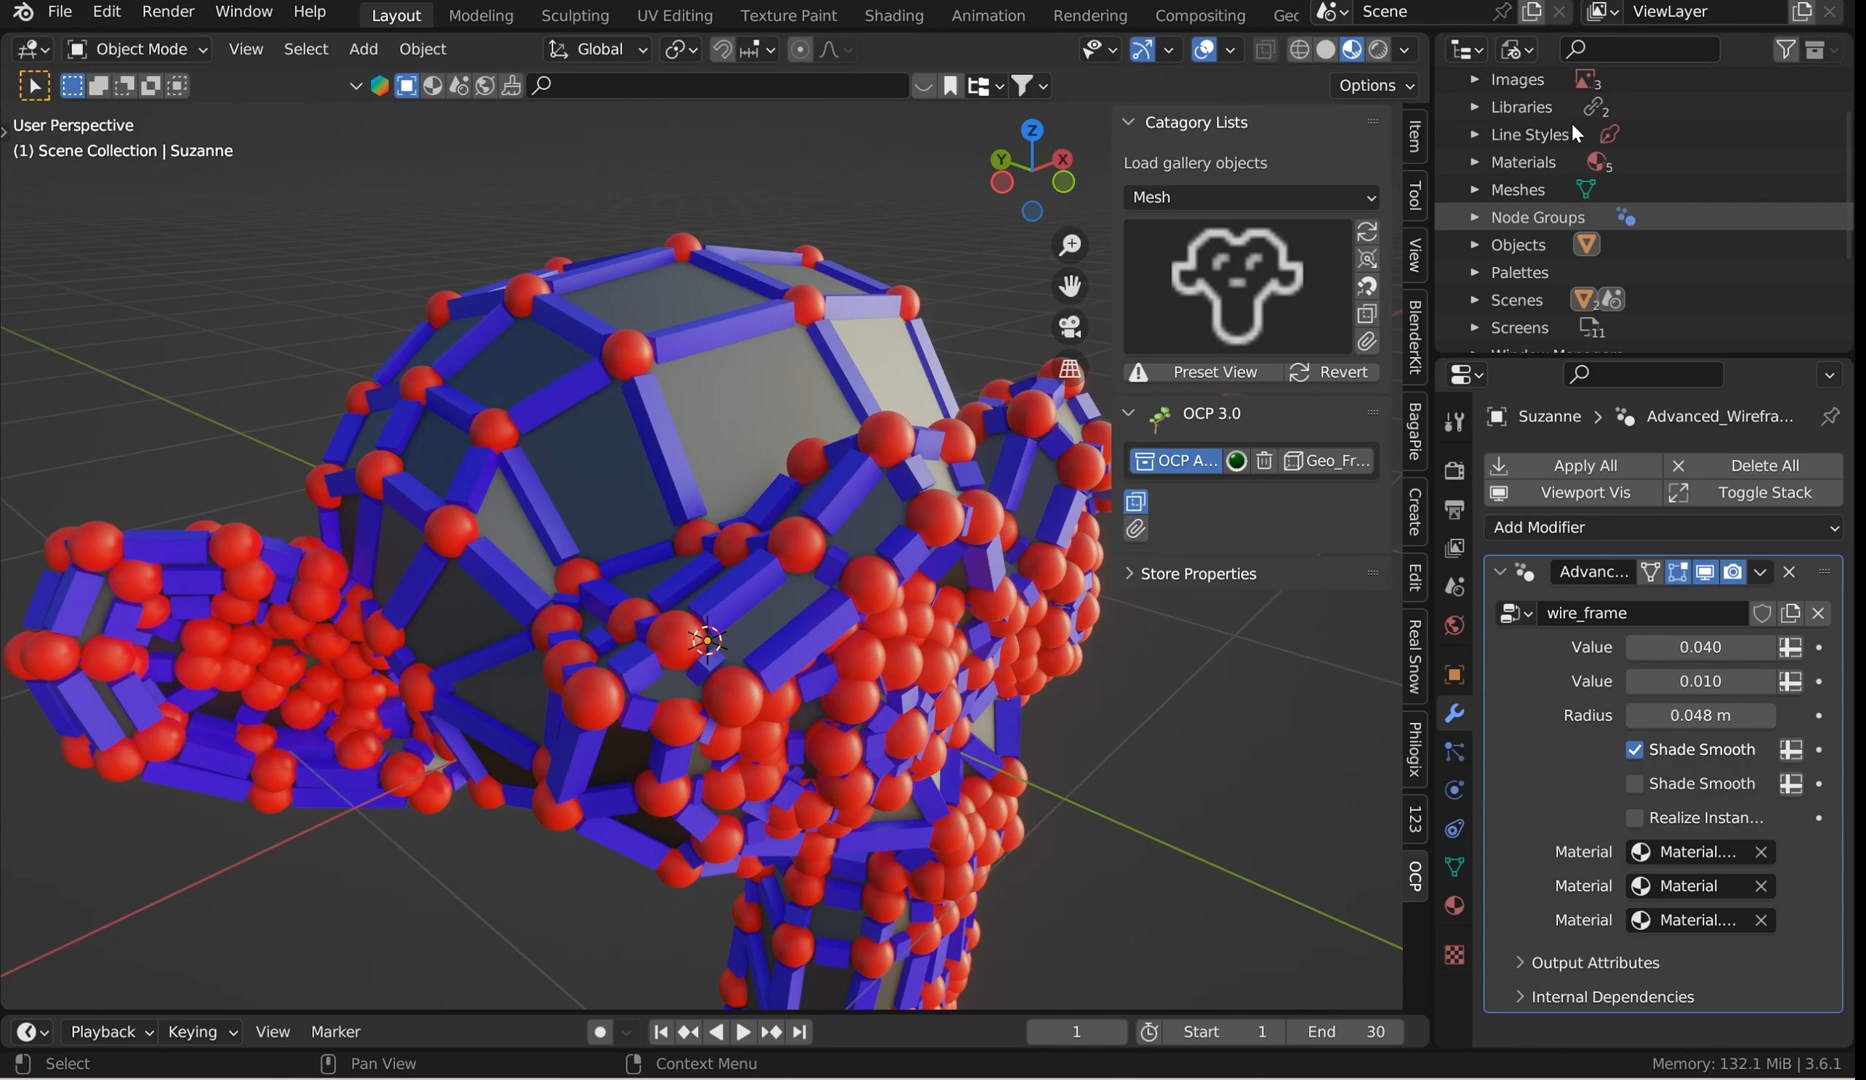 File Edit Render Window Help Layout Modeling Sculpting UV Editing Texture Paint Shading Animation Rendering Compositing Scene ViewLayer
Object Mode View Select Add Object Global
Options
User Perspective
(1) Scene Collection | Suzanne
Z
Y
X
Catagory Lists
Load gallery objects
Mesh
Preset View Revert
OCP 3.0
OCP A... Geo_Fr...
Store Properties
Item
Tool
View
BlenderKit
BagaPie
Create
Edit
Real Snow
Philogix
123
OCP
Images 3
Libraries 2
Line Styles
Materials 5
Meshes
Node Groups
Objects
Palettes
Scenes 2
Screens 11
Suzanne > Advanced_Wirefra...
Apply All Delete All
Viewport Vis Toggle Stack
Add Modifier
Advanc...
wire_frame
Value 0.040
Value 0.010
Radius 0.048 m
Shade Smooth
Shade Smooth
Realize Instan...
Material Material....
Material Material
Material Material....
Output Attributes
Internal Dependencies
Playback Keying View Marker 1 Start 1 End 30
Select Pan View Context Menu Memory: 132.1 MiB | 3.6.1